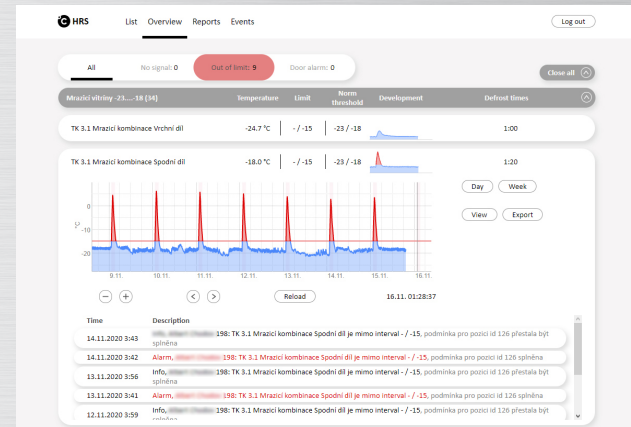 HRS List Overview Reports Events Log out
All No signal: 0 Out of limit: 9 Door alarm: 0
Close all
Mrazící vitríny -23....-18 (34) Temperature Limit Norm threshold Development Defrost times
TK 3.1 Mrazicí kombinace Vrchní díl -24.7 °C - / -15 -23 / -18 1:00
TK 3.1 Mrazicí kombinace Spodní díl -18.0 °C - / -15 -23 / -18 1:20
Day Week
View Export
°C
0
-10
-20
9.11. 10.11. 11.11. 12.11. 13.11. 14.11. 15.11. 16.11.
Reload 16.11. 01:28:37
Time Description
14.11.2020 3:43 198: TK 3.1 Mrazicí kombinace Spodní díl je mimo interval - / -15, podmínka pro pozici id 126 přestala být
splněna
14.11.2020 3:42 Alarm, 198: TK 3.1 Mrazicí kombinace Spodní díl je mimo interval - / -15, podmínka pro pozici id 126 splněna
13.11.2020 3:56 Info, 198: TK 3.1 Mrazicí kombinace Spodní díl je mimo interval - / -15, podmínka pro pozici id 126 přestala být
splněna
13.11.2020 3:41 Alarm, 198: TK 3.1 Mrazicí kombinace Spodní díl je mimo interval - / -15, podmínka pro pozici id 126 splněna
12.11.2020 3:59 Info, 198: TK 3.1 Mrazicí kombinace Spodní díl je mimo interval - / -15, podmínka pro pozici id 126 přestala být
splněna